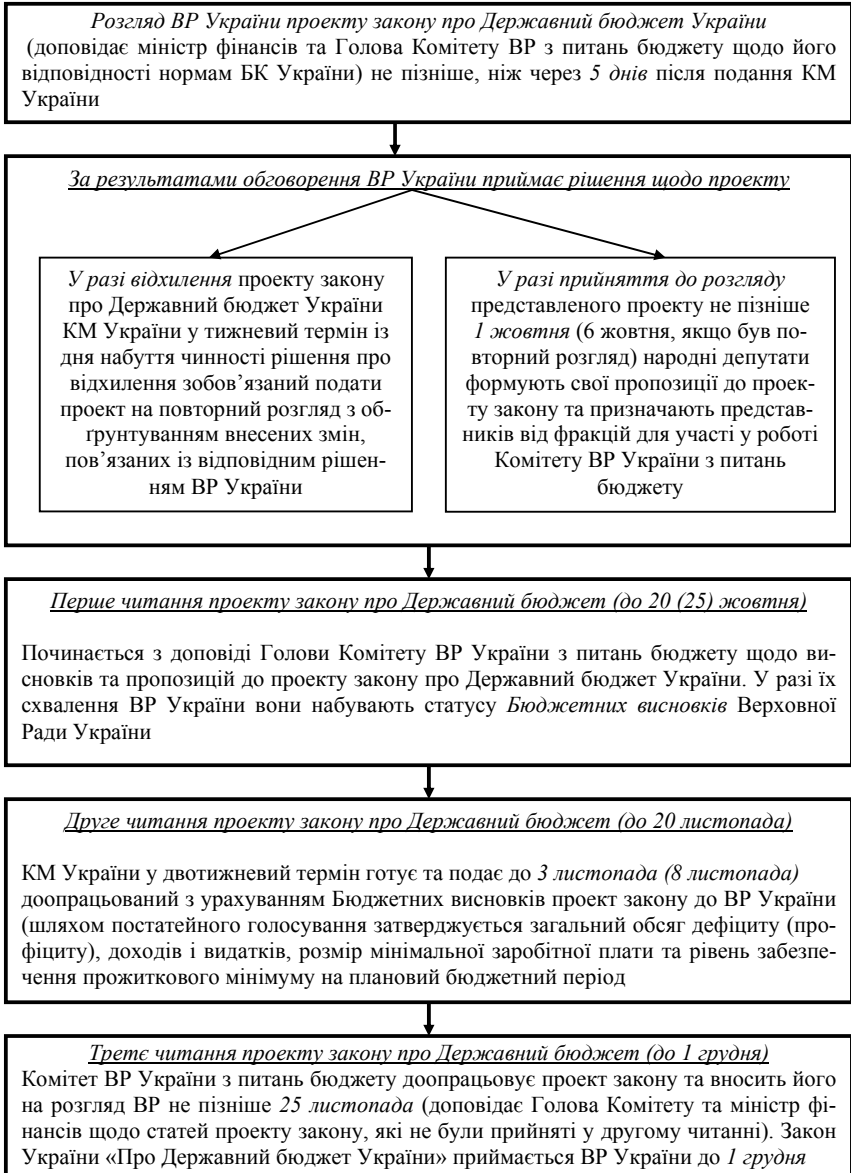 Розгляд ВР України проекту закону про Державний бюджет України
(доповідає міністр фінансів та Голова Комітету ВР з питань бюджету щодо його
відповідності нормам БК України) не пізніше, ніж через 5 днів після подання КМ
України
За результатами обговорення ВР України приймає рішення щодо проекту
У разі відхилення проекту закону
про Державний бюджет України
КМ України у тижневий термін із
дня набуття чинності рішення про
відхилення зобов’язаний подати
проект на повторний розгляд з об-
ґрунтуванням внесених змін,
пов’язаних із відповідним рішен-
ням ВР України
У разі прийняття до розгляду
представленого проекту не пізніше
1 жовтня (6 жовтня, якщо був по-
вторний розгляд) народні депутати
формують свої пропозиції до проек-
ту закону та призначають представ-
ників від фракцій для участі у роботі
Комітету ВР України з питань
бюджету
Перше читання проекту закону про Державний бюджет (до 20 (25) жовтня)
Починається з доповіді Голови Комітету ВР України з питань бюджету щодо ви-
сновків та пропозицій до проекту закону про Державний бюджет України. У разі їх
схвалення ВР України вони набувають статусу Бюджетних висновків Верховної
Ради України
Друге читання проекту закону про Державний бюджет (до 20 листопада)
КМ України у двотижневий термін готує та подає до 3 листопада (8 листопада)
доопрацьований з урахуванням Бюджетних висновків проект закону до ВР України
(шляхом постатейного голосування затверджується загальний обсяг дефіциту (про-
фіциту), доходів і видатків, розмір мінімальної заробітної плати та рівень забезпе-
чення прожиткового мінімуму на плановий бюджетний період
Третє читання проекту закону про Державний бюджет (до 1 грудня)
Комітет ВР України з питань бюджету доопрацьовує проект закону та вносить його
на розгляд ВР не пізніше 25 листопада (доповідає Голова Комітету та міністр фі-
нансів щодо статей проекту закону, які не були прийняті у другому читанні). Закон
України «Про Державний бюджет України» приймається ВР України до 1 грудня